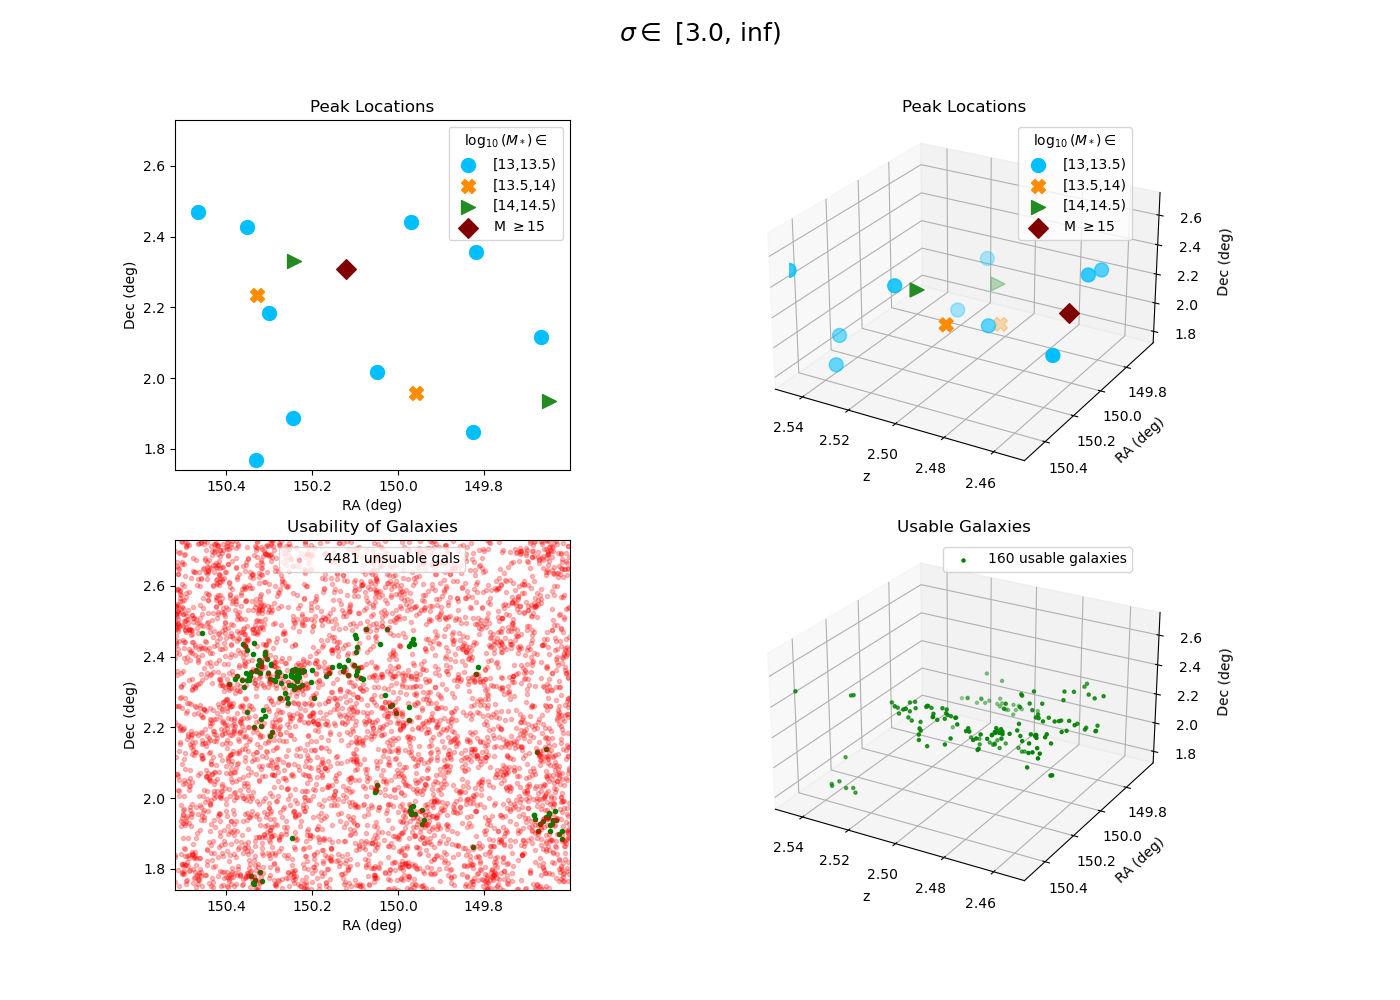 σ ∈ [3.0, inf)
Peak Locations
log10 (M*) ∈
[13,13.5)
[13.5,14)
[14,14.5)
M ≥15
2.6
2.4
2.2
2.0
1.8
Dec (deg)
150.4 150.2 150.0 149.8
RA (deg)
Peak Locations
log10 (M*) ∈
[13,13.5)
[13.5,14)
[14,14.5)
M ≥15
2.6
2.4
2.2
2.0
1.8
Dec (deg)
149.8
150.0
150.2
150.4
RA (deg)
2.54
2.52
2.50
2.48
2.46
z
Usability of Galaxies
4481 unsuable gals
2.6
2.4
2.2
2.0
1.8
Dec (deg)
150.4 150.2 150.0 149.8
RA (deg)
Usable Galaxies
160 usable galaxies
2.6
2.4
2.2
2.0
1.8
Dec (deg)
149.8
150.0
150.2
150.4
RA (deg)
2.54
2.52
2.50
2.48
2.46
z